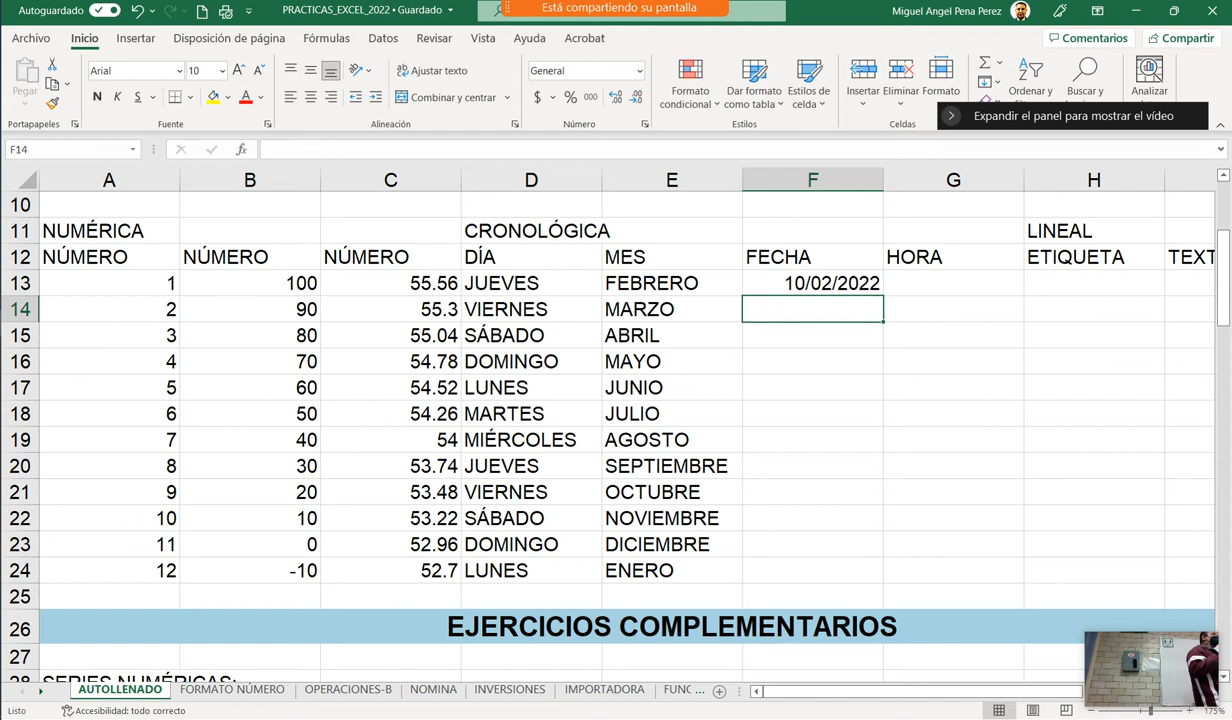 Autoguardado
PRACTICAS_EXCEL_2022 • Guardado
Está compartiendo su pantalla
Miguel Angel Pena Perez
Archivo Inicio Insertar Disposición de página Fórmulas Datos Revisar Vista Ayuda Acrobat
Comentarios Compartir
Pegar
Arial 10
N K S
Ajustar texto
Combinar y centrar
General
$ % 000
Formato condicional
Dar formato como tabla
Estilos de celda
Insertar Eliminar Formato
Ordenar y
Buscar y
Analizar
Expandir el panel para mostrar el vídeo
Portapapeles Fuente Alineación Número Estilos Celdas
F14 fx
A B C D E F G H
10
11 NUMÉRICA CRONOLÓGICA LINEAL
12 NÚMERO NÚMERO NÚMERO DÍA MES FECHA HORA ETIQUETA TEXT
13 1 100 55.56 JUEVES FEBRERO 10/02/2022
14 2 90 55.3 VIERNES MARZO
15 3 80 55.04 SÁBADO ABRIL
16 4 70 54.78 DOMINGO MAYO
17 5 60 54.52 LUNES JUNIO
18 6 50 54.26 MARTES JULIO
19 7 40 54 MIÉRCOLES AGOSTO
20 8 30 53.74 JUEVES SEPTIEMBRE
21 9 20 53.48 VIERNES OCTUBRE
22 10 10 53.22 SÁBADO NOVIEMBRE
23 11 0 52.96 DOMINGO DICIEMBRE
24 12 -10 52.7 LUNES ENERO
25
26 EJERCICIOS COMPLEMENTARIOS
27
28 SERIES NUMÉRICAS:
AUTOLLENADO FORMATO NÚMERO OPERACIONES-B NOMINA INVERSIONES IMPORTADORA FUNC ...
Listo Accesibilidad: todo correcto 175%